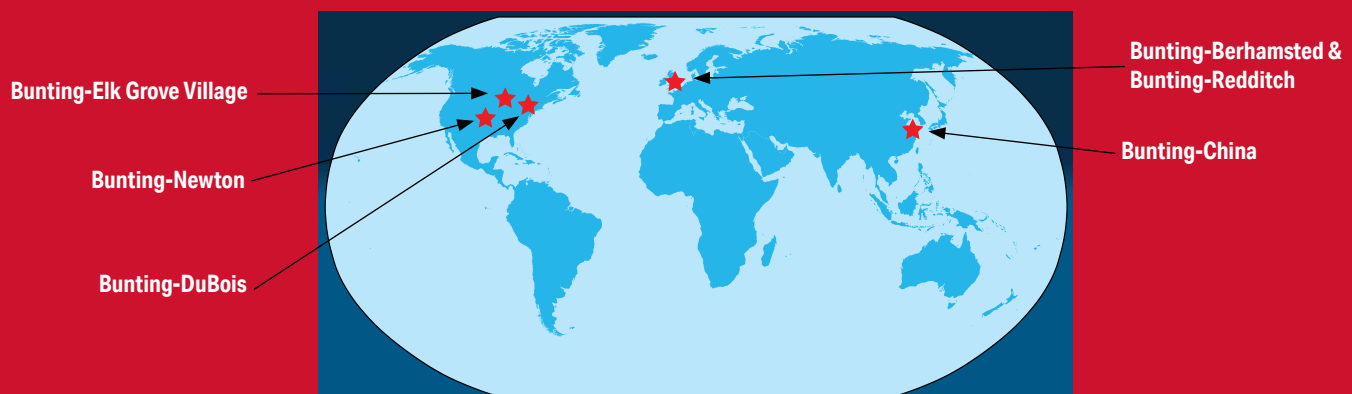 Bunting-Elk Grove Village
Bunting-Newton
Bunting-DuBois
Bunting-Berhamsted &
Bunting-Redditch
Bunting-China